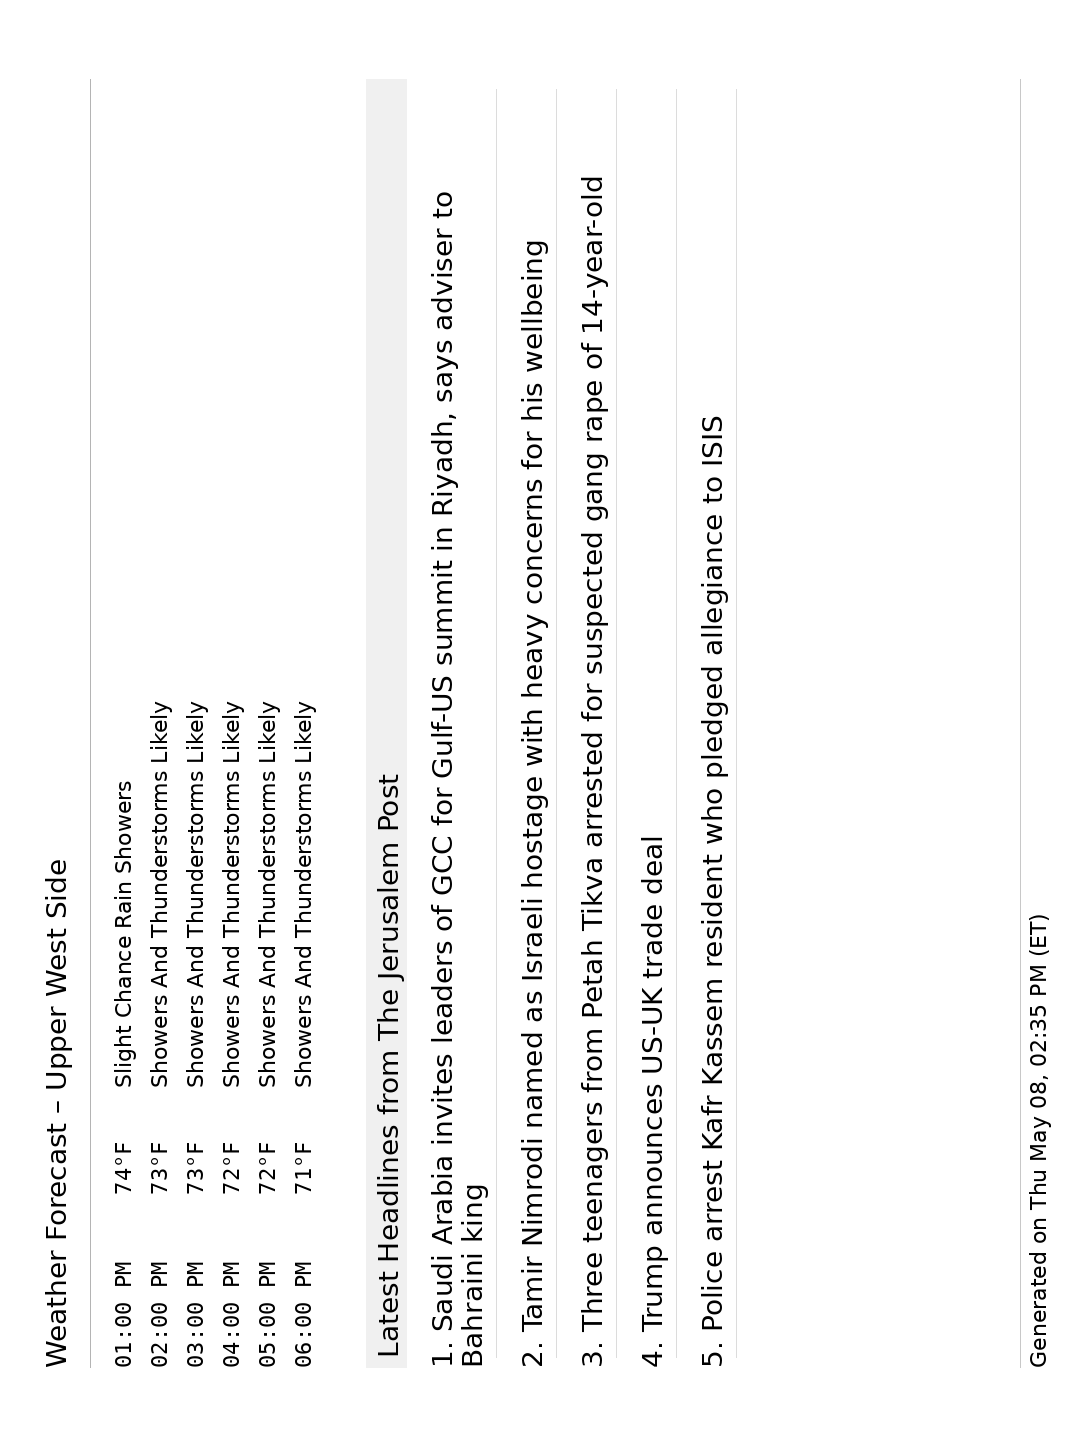 Weather Forecast – Upper West Side
01:00 PM 74°F Slight Chance Rain Showers
02:00 PM 73°F Showers And Thunderstorms Likely
03:00 PM 73°F Showers And Thunderstorms Likely
04:00 PM 72°F Showers And Thunderstorms Likely
05:00 PM 72°F Showers And Thunderstorms Likely
06:00 PM 71°F Showers And Thunderstorms Likely
Latest Headlines from The Jerusalem Post
1. Saudi Arabia invites leaders of GCC for Gulf-US summit in Riyadh, says adviser to
Bahraini king
2. Tamir Nimrodi named as Israeli hostage with heavy concerns for his wellbeing
3. Three teenagers from Petah Tikva arrested for suspected gang rape of 14-year-old
4. Trump announces US-UK trade deal
5. Police arrest Kafr Kassem resident who pledged allegiance to ISIS
Generated on Thu May 08, 02:35 PM (ET)